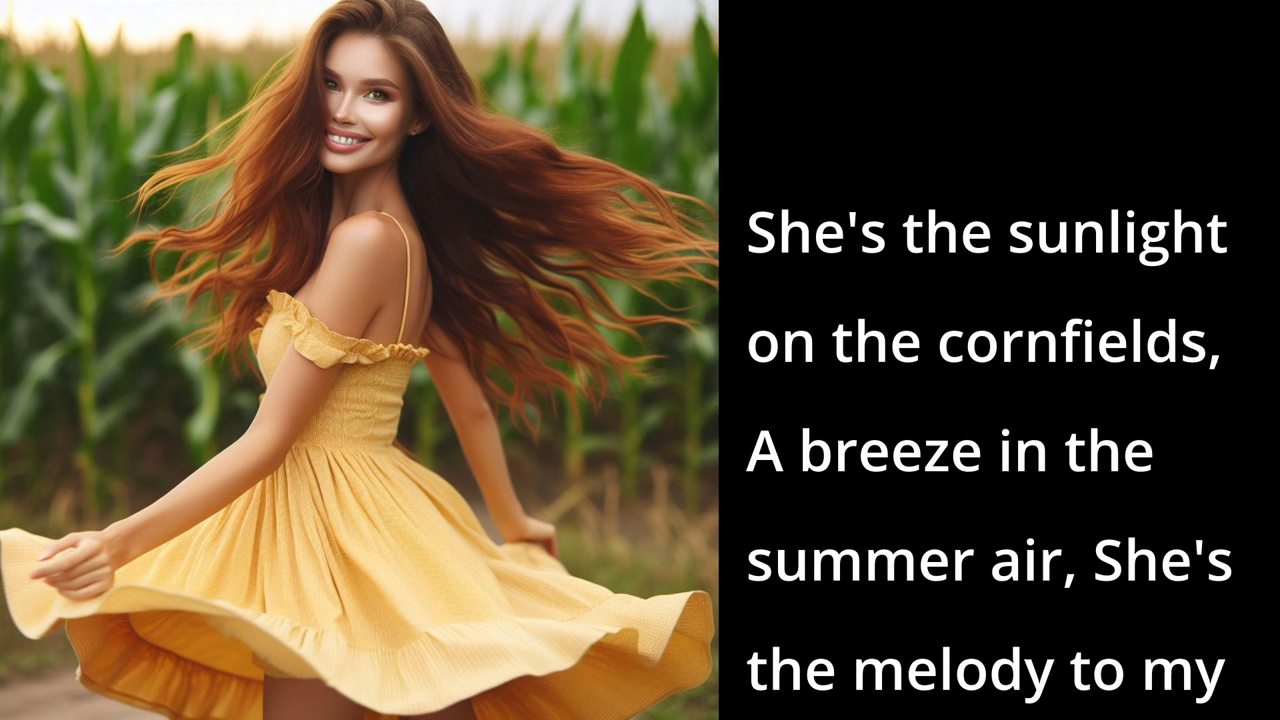 She's the sunlight
on the cornfields,
A breeze in the
summer air, She's
the melody to my